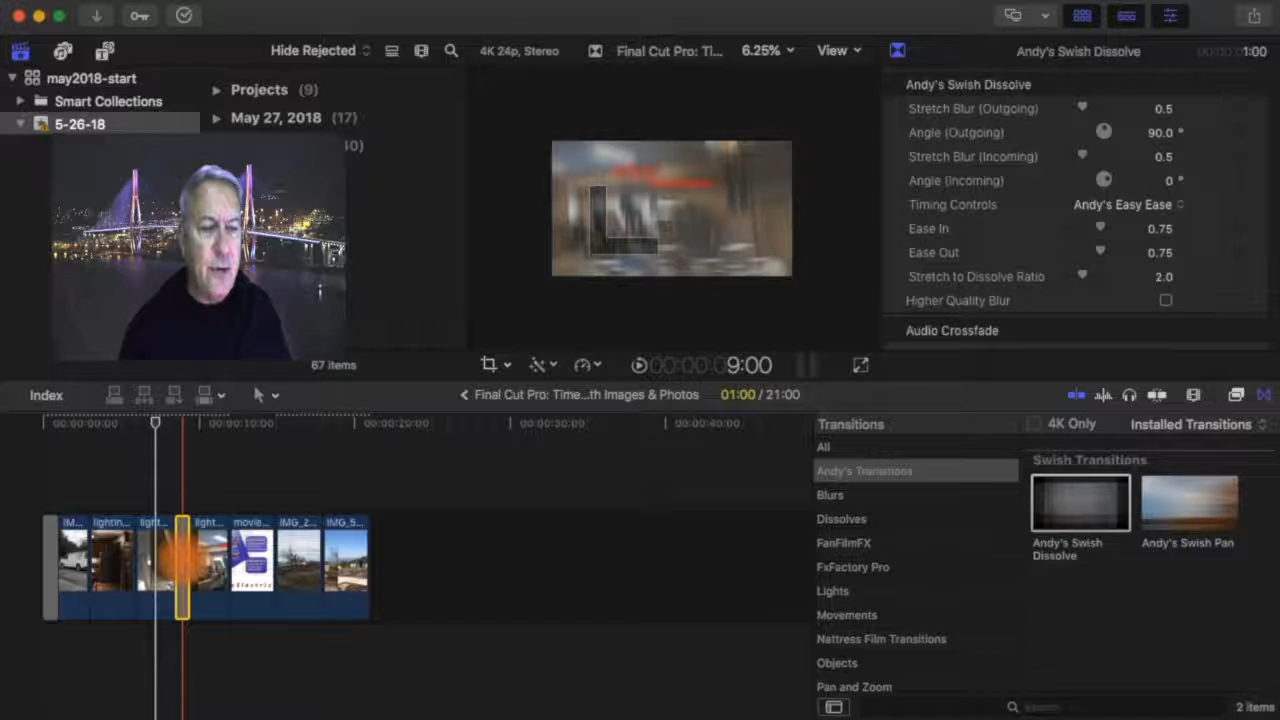 Hide Rejected
4K 24p, Stereo
Final Cut Pro: Ti...
6.25%
View
Andy's Swish Dissolve
1:00
may2018-start
Smart Collections
5-26-18
Projects (9)
May 27, 2018 (17)
67 items
Andy's Swish Dissolve
Stretch Blur (Outgoing) 0.5
Angle (Outgoing) 90.0 °
Stretch Blur (Incoming) 0.5
Angle (Incoming) 0 °
Timing Controls Andy's Easy Ease
Ease In 0.75
Ease Out 0.75
Stretch to Dissolve Ratio 2.0
Higher Quality Blur
Audio Crossfade
9:00
Index
Final Cut Pro: Time...th Images & Photos
01:00 / 21:00
00:00:00:00
00:00:10:00
00:00:20:00
00:00:30:00
00:00:40:00
IM...
lightin...
light...
light...
movie...
IMG_2...
IMG_5...
Transitions
4K Only
Installed Transitions
All
Andy's Transitions
Blurs
Dissolves
FanFilmFX
FxFactory Pro
Lights
Movements
Nattress Film Transitions
Objects
Pan and Zoom
Swish Transitions
Andy's Swish
Dissolve
Andy's Swish Pan
2 items